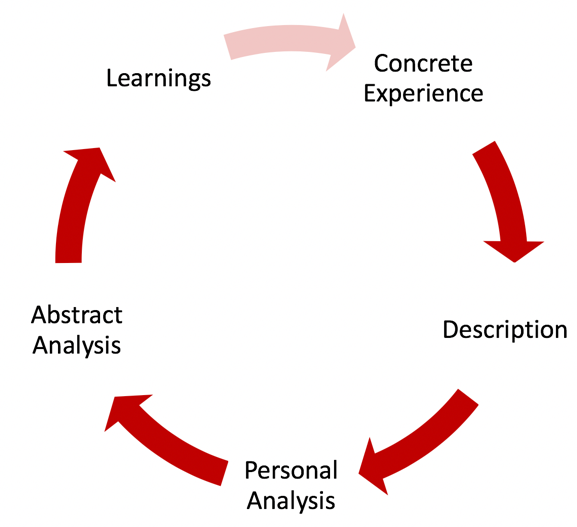 Learnings
Concrete
Experience
Description
Personal
Analysis
Abstract
Analysis